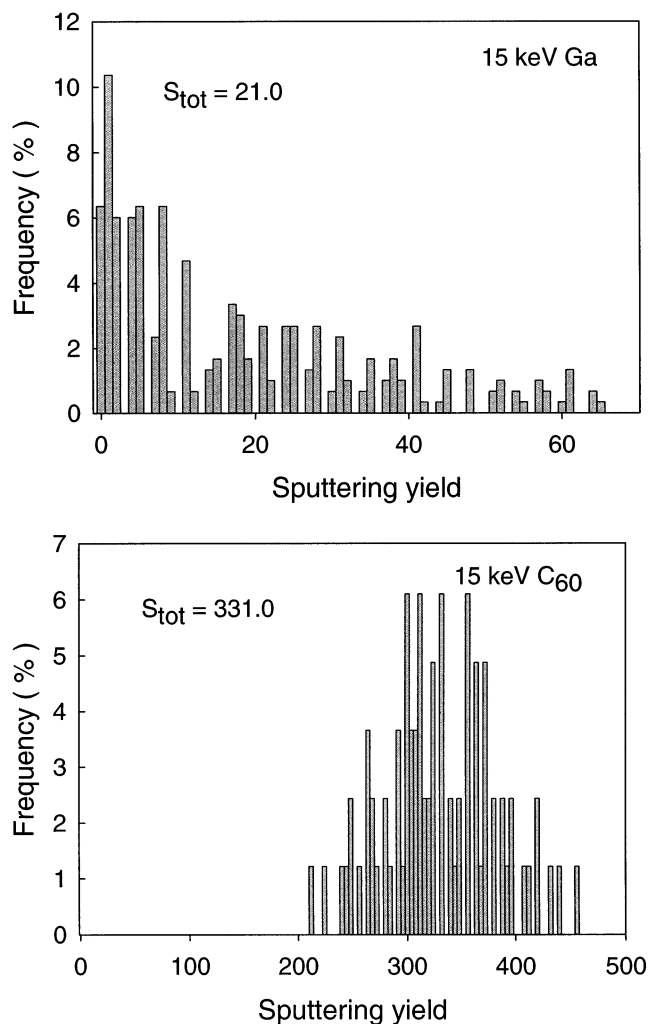 12
10
8
6
4
2
0
Frequency ( % )
15 keV Ga
Stot = 21.0
0 20 40 60
Sputtering yield
7
6
5
4
3
2
1
0
Frequency ( % )
15 keV C60
Stot = 331.0
0 100 200 300 400 500
Sputtering yield